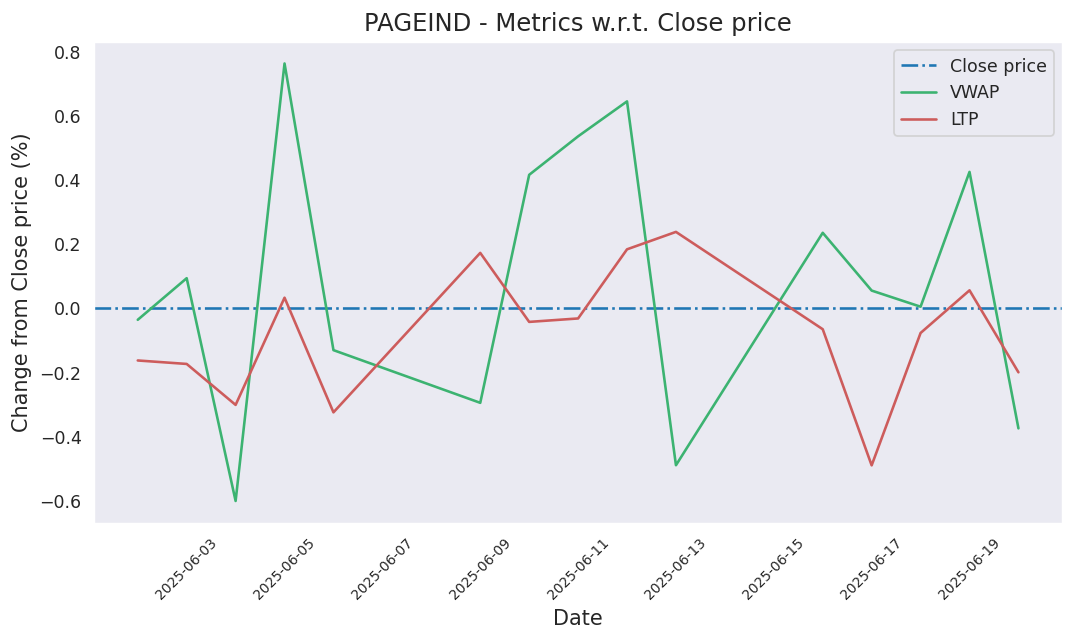 PAGEIND - Metrics w.r.t. Close price
Change from Close price (%)
0.8
0.6
0.4
0.2
0.0
−0.2
−0.4
−0.6
Close price
VWAP
LTP
2025-06-03
2025-06-05
2025-06-07
2025-06-09
2025-06-11
2025-06-13
2025-06-15
2025-06-17
2025-06-19
Date